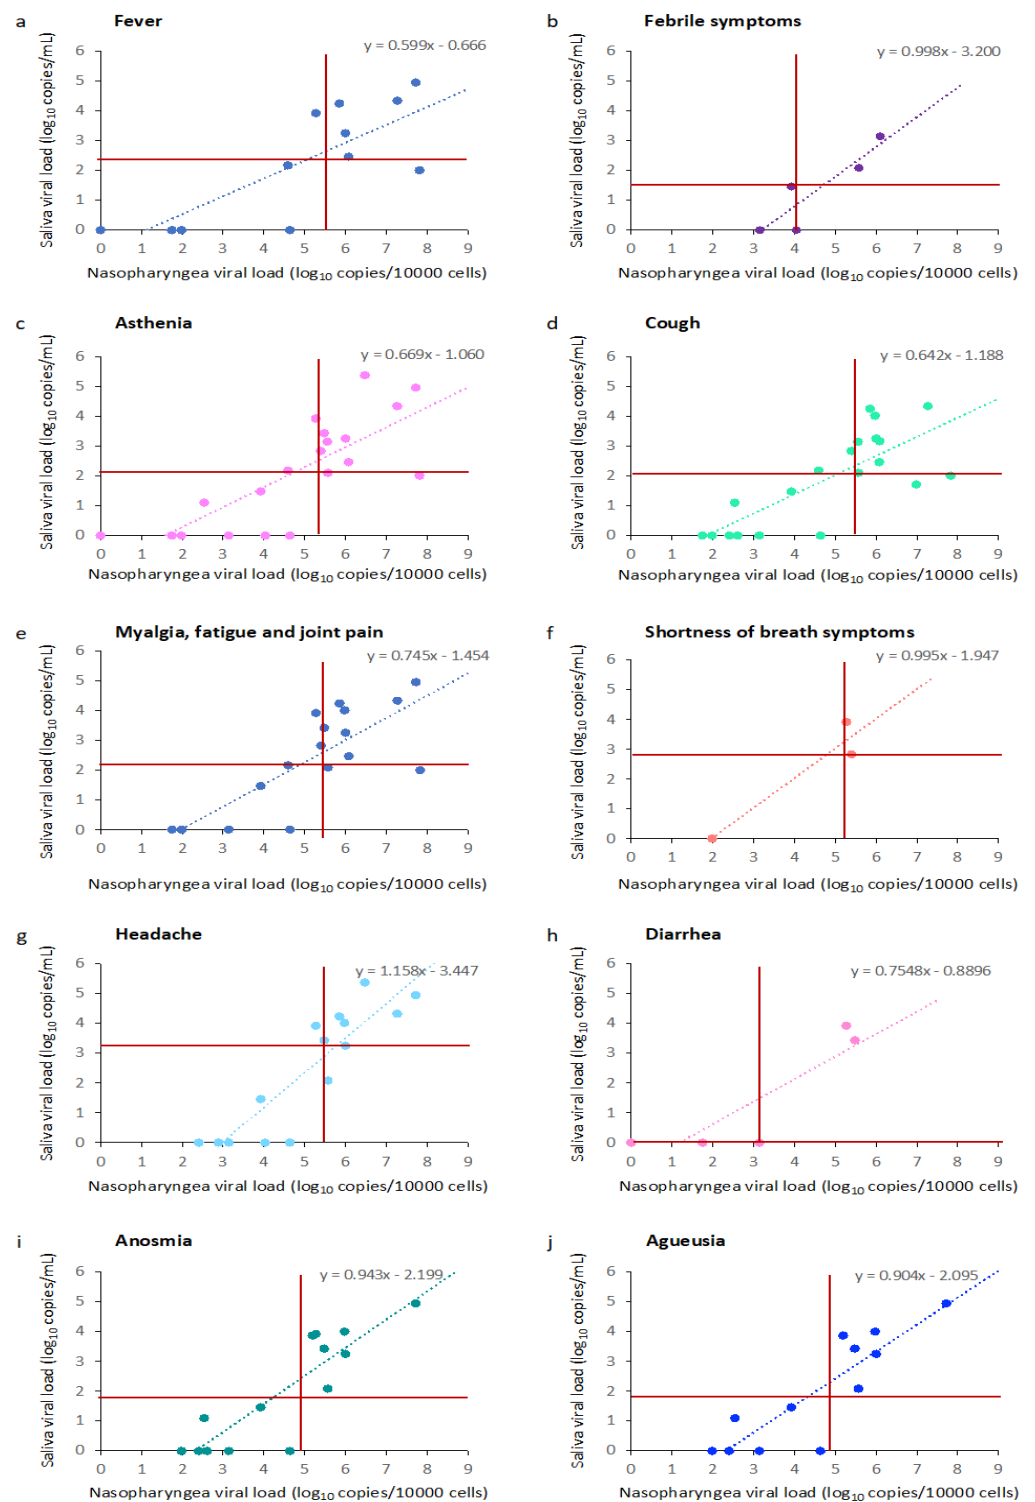 a Fever
y = 0.599x - 0.666
Saliva viral load (log10 copies/mL)
6
5
4
3
2
1
0
0 1 2 3 4 5 6 7 8 9
Nasopharyngea viral load (log10 copies/10000 cells)
b Febrile symptoms
y = 0.998x - 3.200
Saliva viral load (log10 copies/mL)
6
5
4
3
2
1
0
0 1 2 3 4 5 6 7 8 9
Nasopharyngea viral load (log10 copies/10000 cells)
c Asthenia
y = 0.669x - 1.060
Saliva viral load (log10 copies/mL)
6
5
4
3
2
1
0
0 1 2 3 4 5 6 7 8 9
Nasopharyngea viral load (log10 copies/10000 cells)
d Cough
y = 0.642x - 1.188
Saliva viral load (log10 copies/mL)
6
5
4
3
2
1
0
0 1 2 3 4 5 6 7 8 9
Nasopharyngea viral load (log10 copies/10000 cells)
e Myalgia, fatigue and joint pain
y = 0.745x - 1.454
Saliva viral load (log10 copies/mL)
6
5
4
3
2
1
0
0 1 2 3 4 5 6 7 8 9
Nasopharyngea viral load (log10 copies/10000 cells)
f Shortness of breath symptoms
y = 0.995x - 1.947
Saliva viral load (log10 copies/mL)
6
5
4
3
2
1
0
0 1 2 3 4 5 6 7 8 9
Nasopharyngea viral load (log10 copies/10000 cells)
g Headache
y = 1.158x - 3.447
Saliva viral load (log10 copies/mL)
6
5
4
3
2
1
0
0 1 2 3 4 5 6 7 8 9
Nasopharyngea viral load (log10 copies/10000 cells)
h Diarrhea
y = 0.7548x - 0.8896
Saliva viral load (log10 copies/mL)
6
5
4
3
2
1
0
0 1 2 3 4 5 6 7 8 9
Nasopharyngea viral load (log10 copies/10000 cells)
i Anosmia
y = 0.943x - 2.199
Saliva viral load (log10 copies/mL)
6
5
4
3
2
1
0
0 1 2 3 4 5 6 7 8 9
Nasopharyngea viral load (log10 copies/10000 cells)
j Agueusia
y = 0.904x - 2.095
Saliva viral load (log10 copies/mL)
6
5
4
3
2
1
0
0 1 2 3 4 5 6 7 8 9
Nasopharyngea viral load (log10 copies/10000 cells)